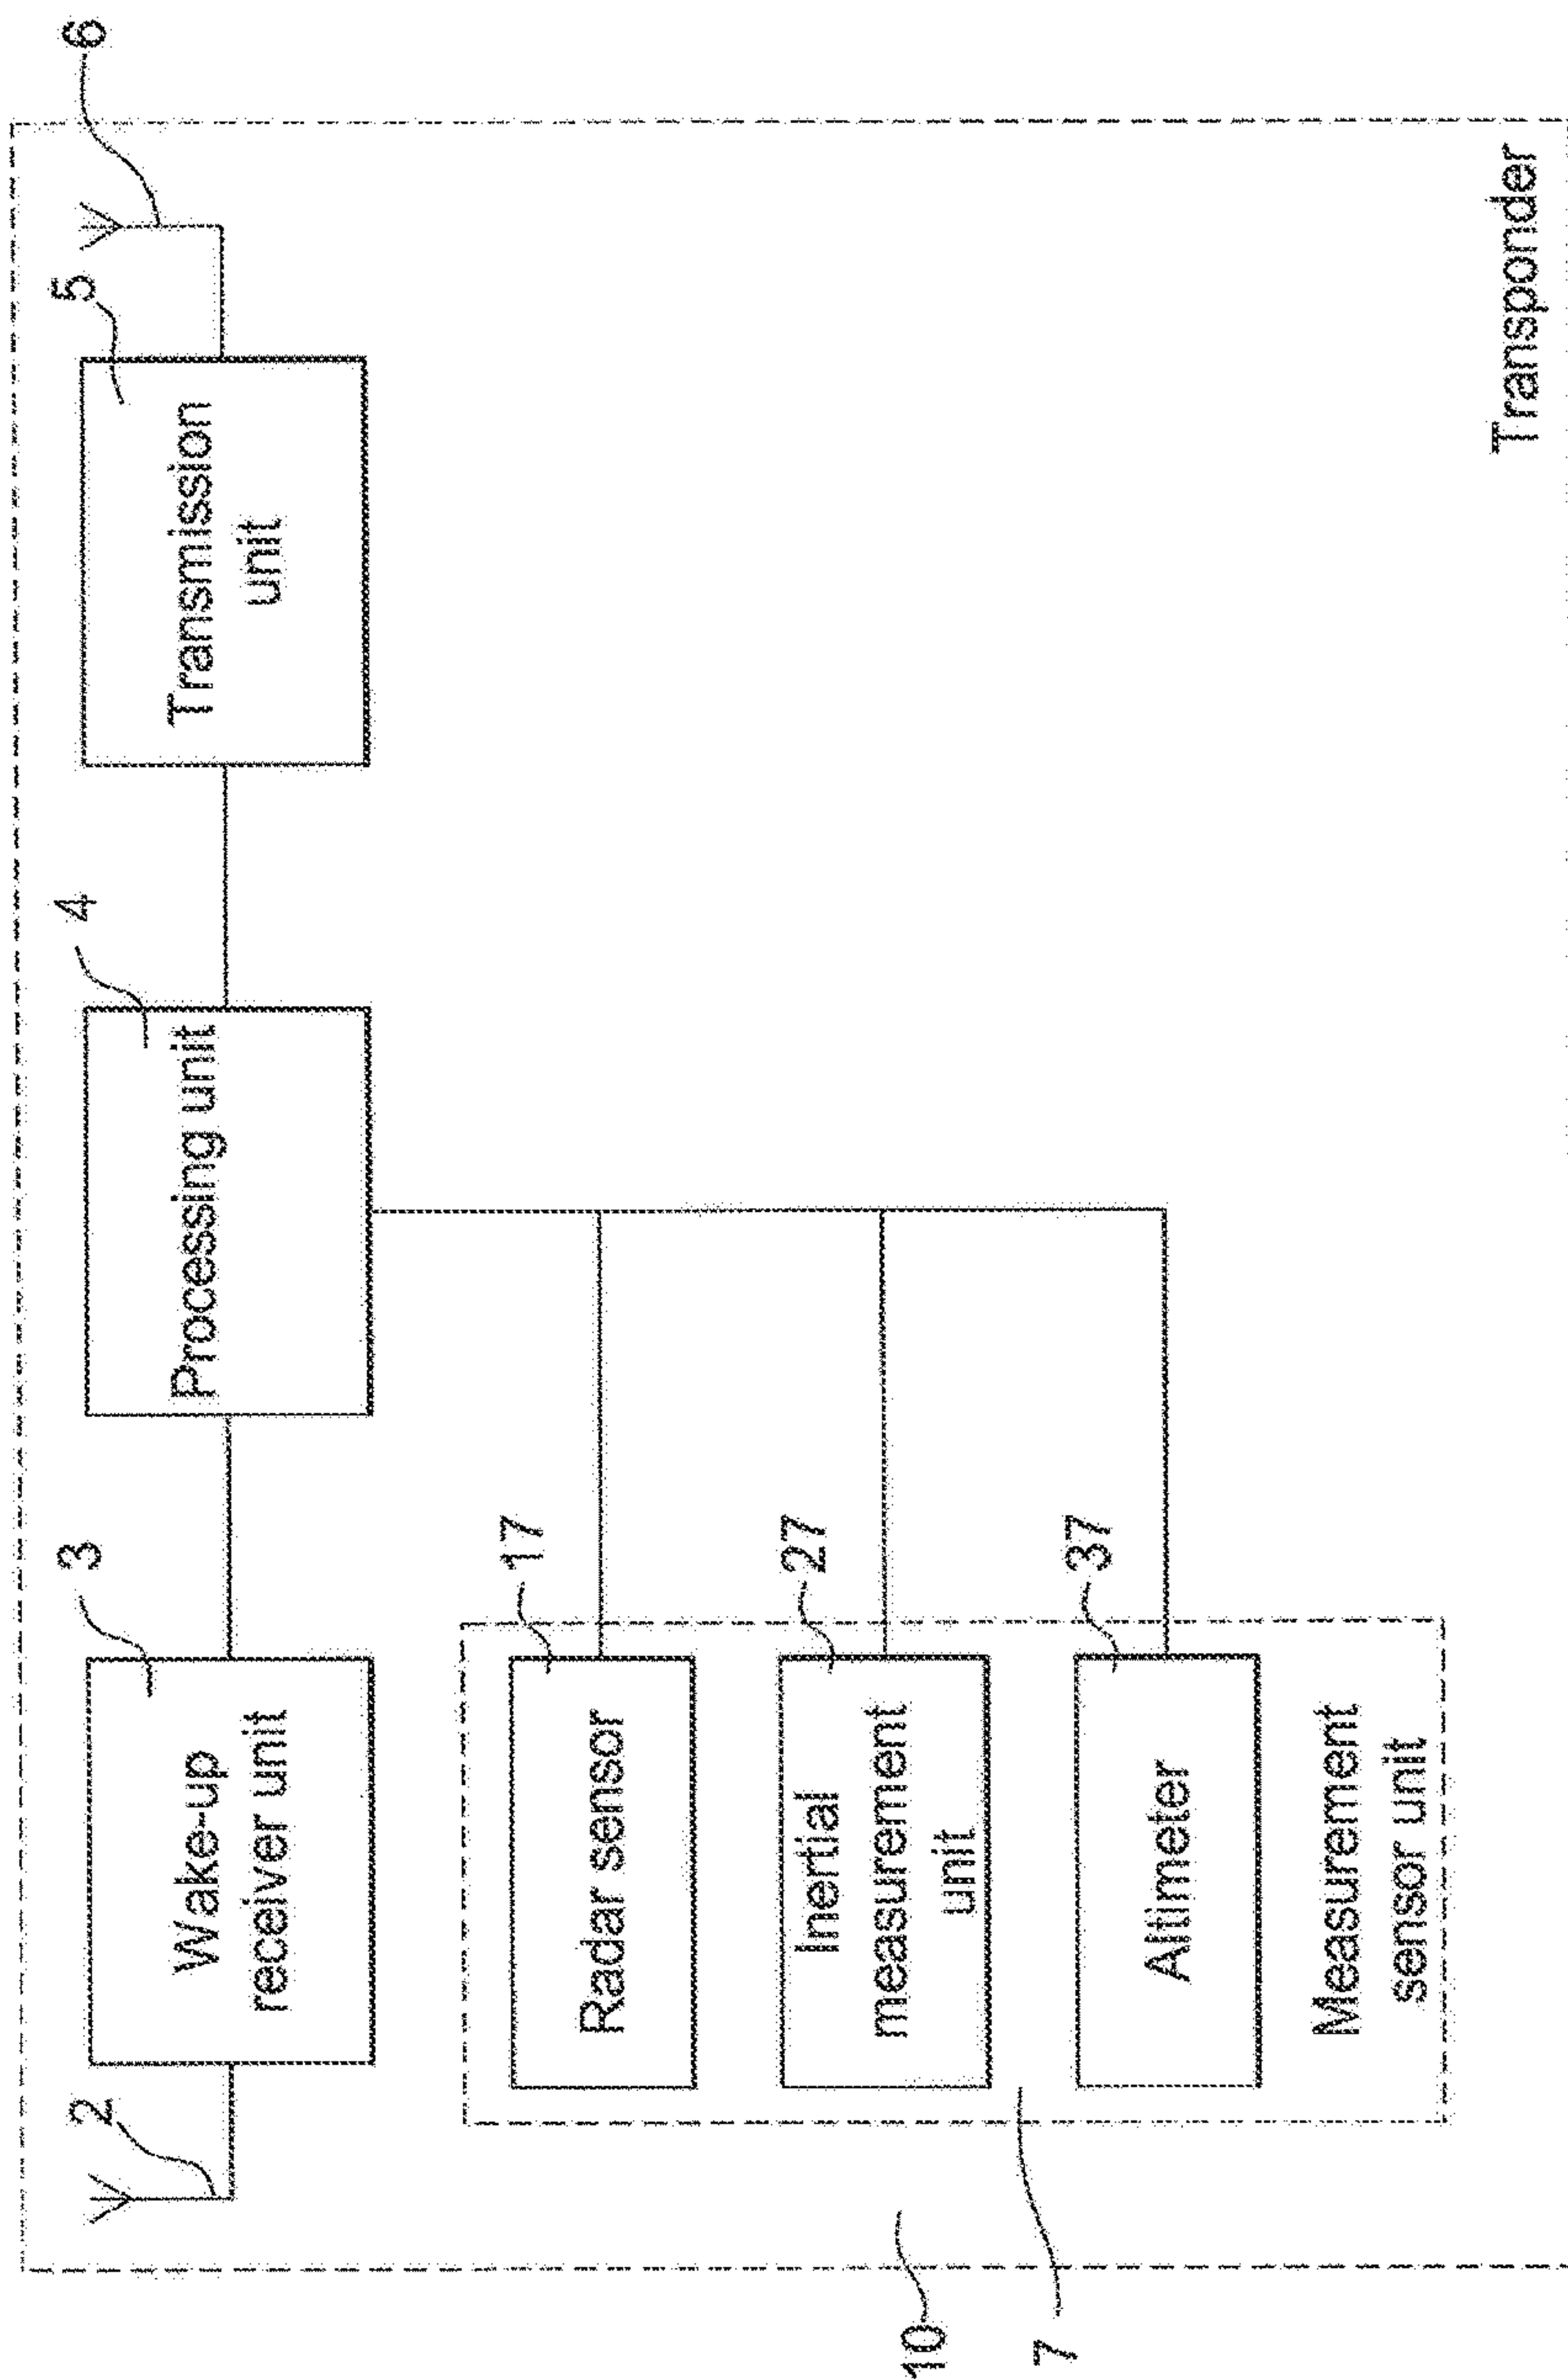 2
3
4
5
6
Wake-up
receiver unit
Processing unit
Transmission
unit
17
Radar sensor
27
Inertial
measurement
unit
37
Altimeter
Measurement
sensor unit
10
7
Transponder